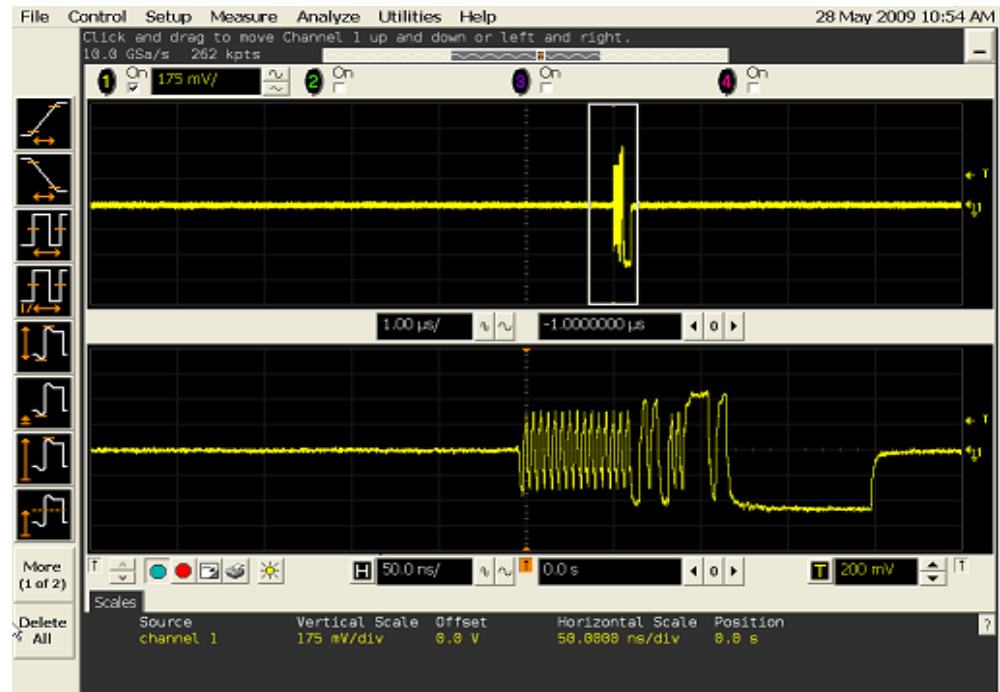 File Control Setup Measure Analyze Utilities Help 28 May 2009 10:54 AM
Click and drag to move Channel 1 up and down or left and right.
10.0 GSa/s 262 kpts
1 On 175 mV/ 2 On 3 On 4 On
T
1.00 µs/ -1.0000000 µs 0
T
More
(1 of 2)
T H 50.0 ns/ T 0.0 s 0 T 200 mV T
Delete
All
Scales
Source Vertical Scale Offset Horizontal Scale Position ?
channel 1 175 mV/div 0.0 V 50.0000 ns/div 0.0 s